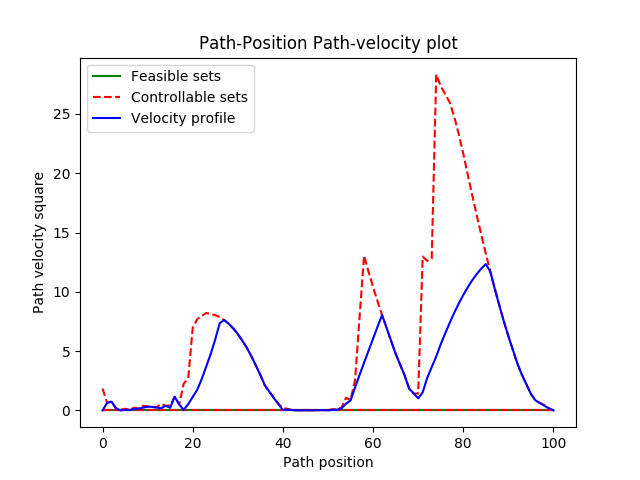 Path-Position Path-velocity plot
Feasible sets
Controllable sets
Velocity profile
Path velocity square
25
20
15
10
5
0
0 20 40 60 80 100
Path position